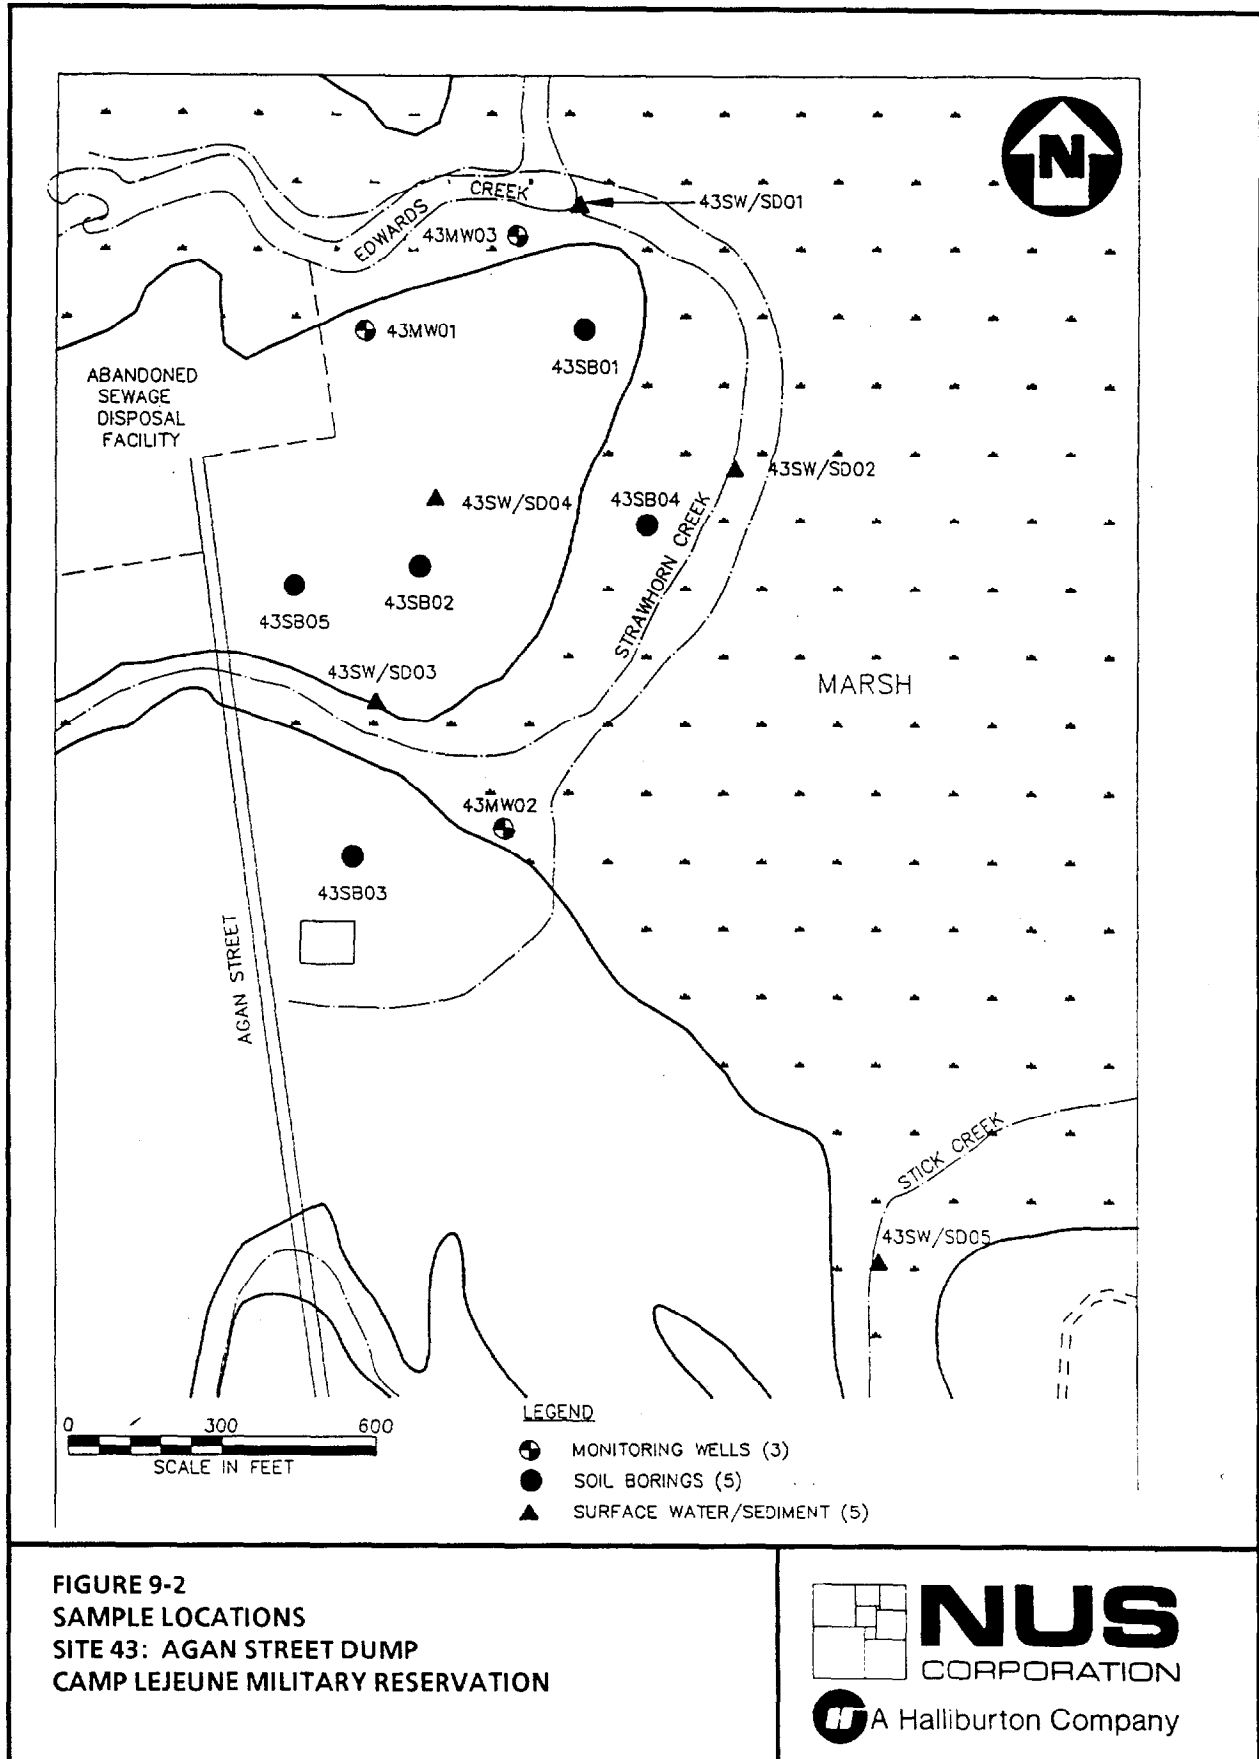 N
CREEK
EDWARDS
43SW/SD01
43MW03
43MW01
43SB01
ABANDONED
SEWAGE
DISPOSAL
FACILITY
43SW/SD02
43SW/SD04
43SB04
STRAWHORN CREEK
43SB02
43SB05
43SW/SD03
MARSH
43MW02
43SB03
AGAN STREET
STICK CREEK
43SW/SD05
0 300 600
SCALE IN FEET
LEGEND
MONITORING WELLS (3)
SOIL BORINGS (5)
SURFACE WATER/SEDIMENT (5)
FIGURE 9-2
SAMPLE LOCATIONS
SITE 43: AGAN STREET DUMP
CAMP LEJEUNE MILITARY RESERVATION
NUS
CORPORATION
H A Halliburton Company